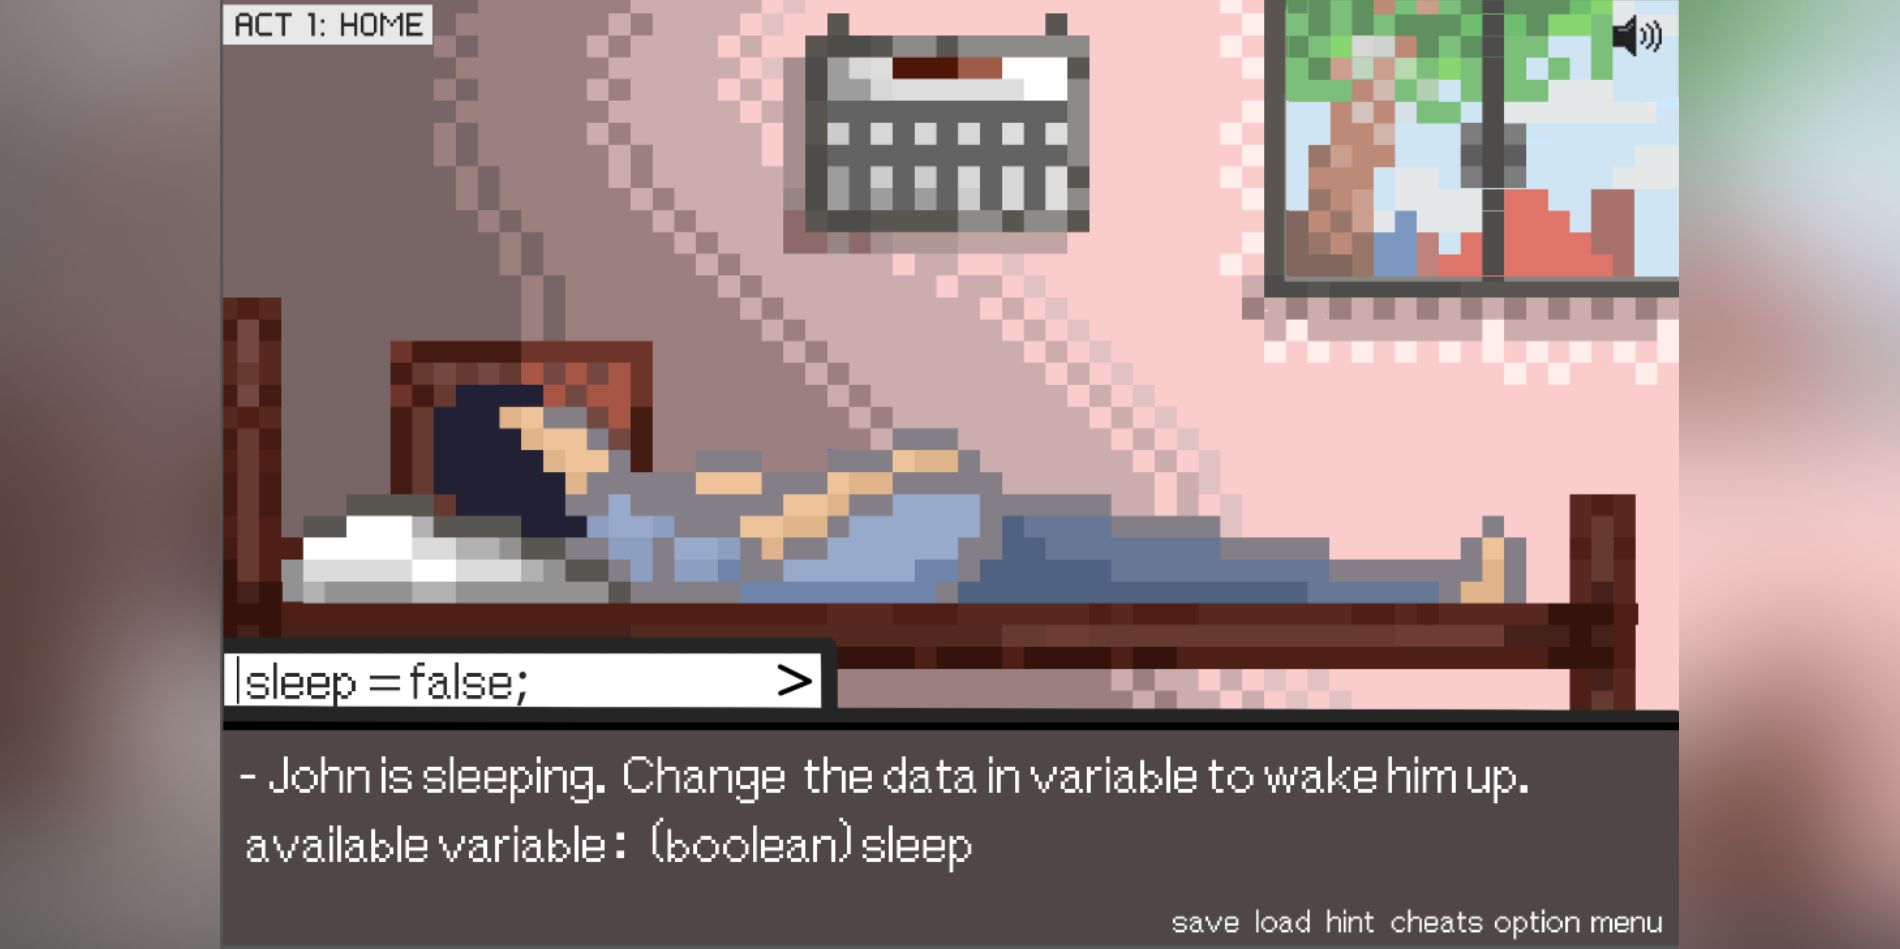 ACT 1: HOME
sleep = false; >
- John is sleeping. Change the data in variable to wake him up.
available variable: (boolean) sleep
save load hint cheats option menu